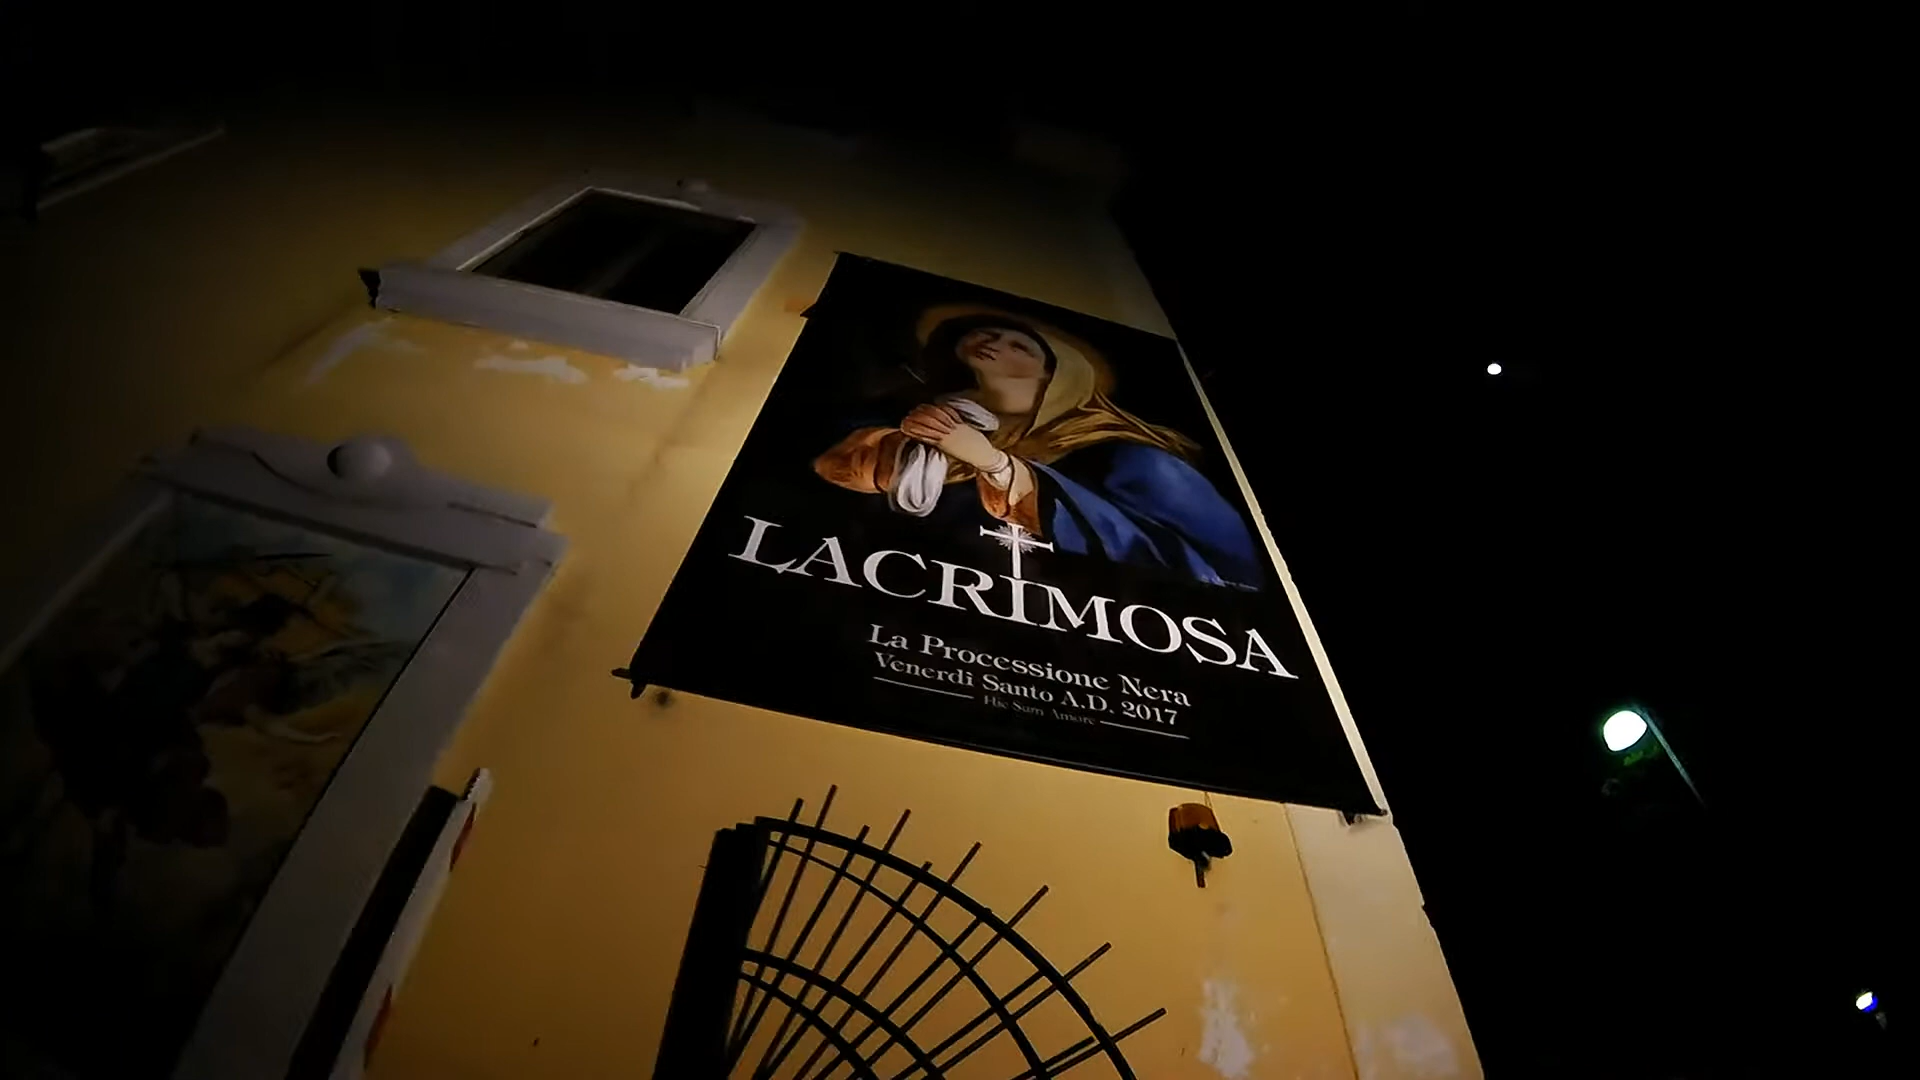 LACRIMOSA
La Processione Nera
Venerdì Santo A.D. 2017
Hic Sum Amore